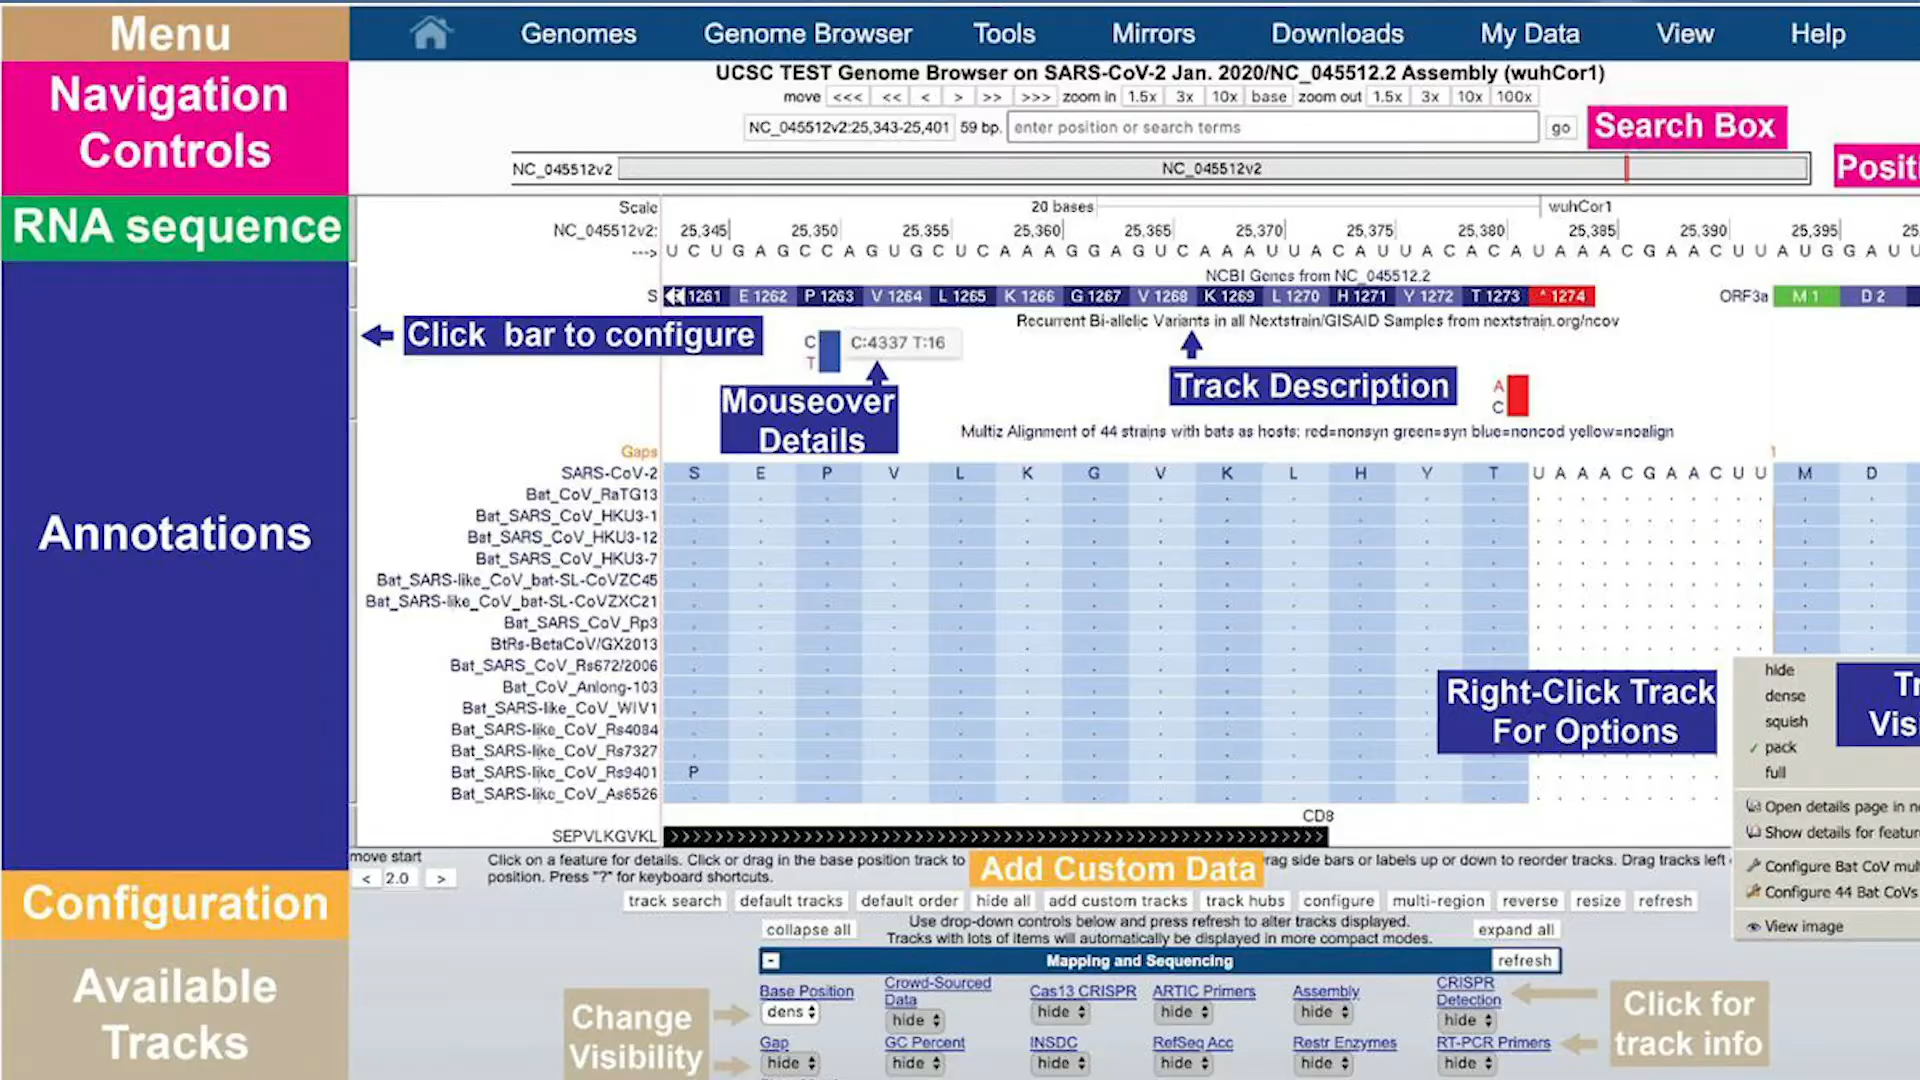 Menu
Genomes Genome Browser Tools Mirrors Downloads My Data View Help
Navigation
Controls
UCSC TEST Genome Browser on SARS-CoV-2 Jan. 2020/NC_045512.2 Assembly (wuhCor1)
move <<< << < > >> >>> zoom in 1.5x 3x 10x base zoom out 1.5x 3x 10x 100x
NC_045512v2:25,343-25,401 59 bp. enter position or search terms go
Search Box
NC_045512v2 NC_045512v2
Positi
RNA sequence
Scale 20 bases wuhCor1
NC_045512v2: 25,345 25,350 25,355 25,360 25,365 25,370 25,375 25,380 25,385 25,390 25,395 25,
---> U C U G A G C C A G U G C U C A A A G G A G U C A A A U U A C A U U A C A C A U A A A C G A A C U U A U G G A U U
NCBI Genes from NC_045512.2
S 1261 E 1262 P 1263 V 1264 L 1265 K 1266 G 1267 V 1268 K 1269 L 1270 H 1271 Y 1272 T 1273 * 1274 ORF3a M 1 D 2
Recurrent Bi-allelic Variants in all Nextstrain/GISAID Samples from nextstrain.org/ncov
Click bar to configure
C
T
C:4337 T:16
Mouseover
Details
Track Description
A
C
Multiz Alignment of 44 strains with bats as hosts: red=nonsyn green=syn blue=noncod yellow=noalign
Annotations
Gaps
1
SARS-CoV-2 S E P V L K G V K L H Y T U A A A C G A A C U U M D
Bat_CoV_RaTG13
Bat_SARS_CoV_HKU3-1
Bat_SARS_CoV_HKU3-12
Bat_SARS_CoV_HKU3-7
Bat_SARS-like_CoV_bat-SL-CoVZC45
Bat_SARS-like_CoV_bat-SL-CoVZXC21
Bat_SARS_CoV_Rp3
BtRs-BetaCoV/GX2013
Bat_SARS_CoV_Rs672/2006
Bat_CoV_Anlong-103
Bat_SARS-like_CoV_WIV1
Bat_SARS-like_CoV_Rs4084
Bat_SARS-like_CoV_Rs7327
Bat_SARS-like_CoV_Rs9401 P
Bat_SARS-like_CoV_As6526
Right-Click Track
For Options
hide
dense
squish
✓ pack
full
Tr
Vis
Open details page in ne
Show details for featur
Configure Bat CoV mul
Configure 44 Bat CoVs
View image
CD8
SEPVLKGVKL
move start
< 2.0 >
Click on a feature for details. Click or drag in the base position track to
rag side bars or labels up or down to reorder tracks. Drag tracks left
position. Press "?" for keyboard shortcuts.
Add Custom Data
Configuration
track search default tracks default order hide all add custom tracks track hubs configure multi-region reverse resize refresh
collapse all Use drop-down controls below and press refresh to alter tracks displayed. expand all
Tracks with lots of items will automatically be displayed in more compact modes.
- Mapping and Sequencing refresh
Available
Tracks
Change
Visibility
Base Position Crowd-Sourced Data Cas13 CRISPR ARTIC Primers Assembly CRISPR Detection
dens hide hide hide hide hide
Gap GC Percent INSDC RefSeq Acc Restr Enzymes RT-PCR Primers
hide hide hide hide hide hide
Click for
track info